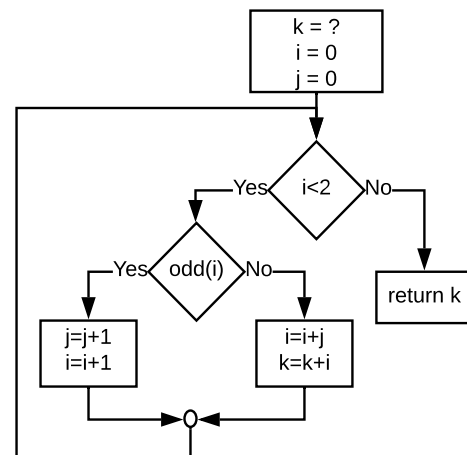 k = ?
i = 0
j = 0
i<2
Yes
No
odd(i)
Yes
No
return k
j=j+1
i=i+1
i=i+j
k=k+i